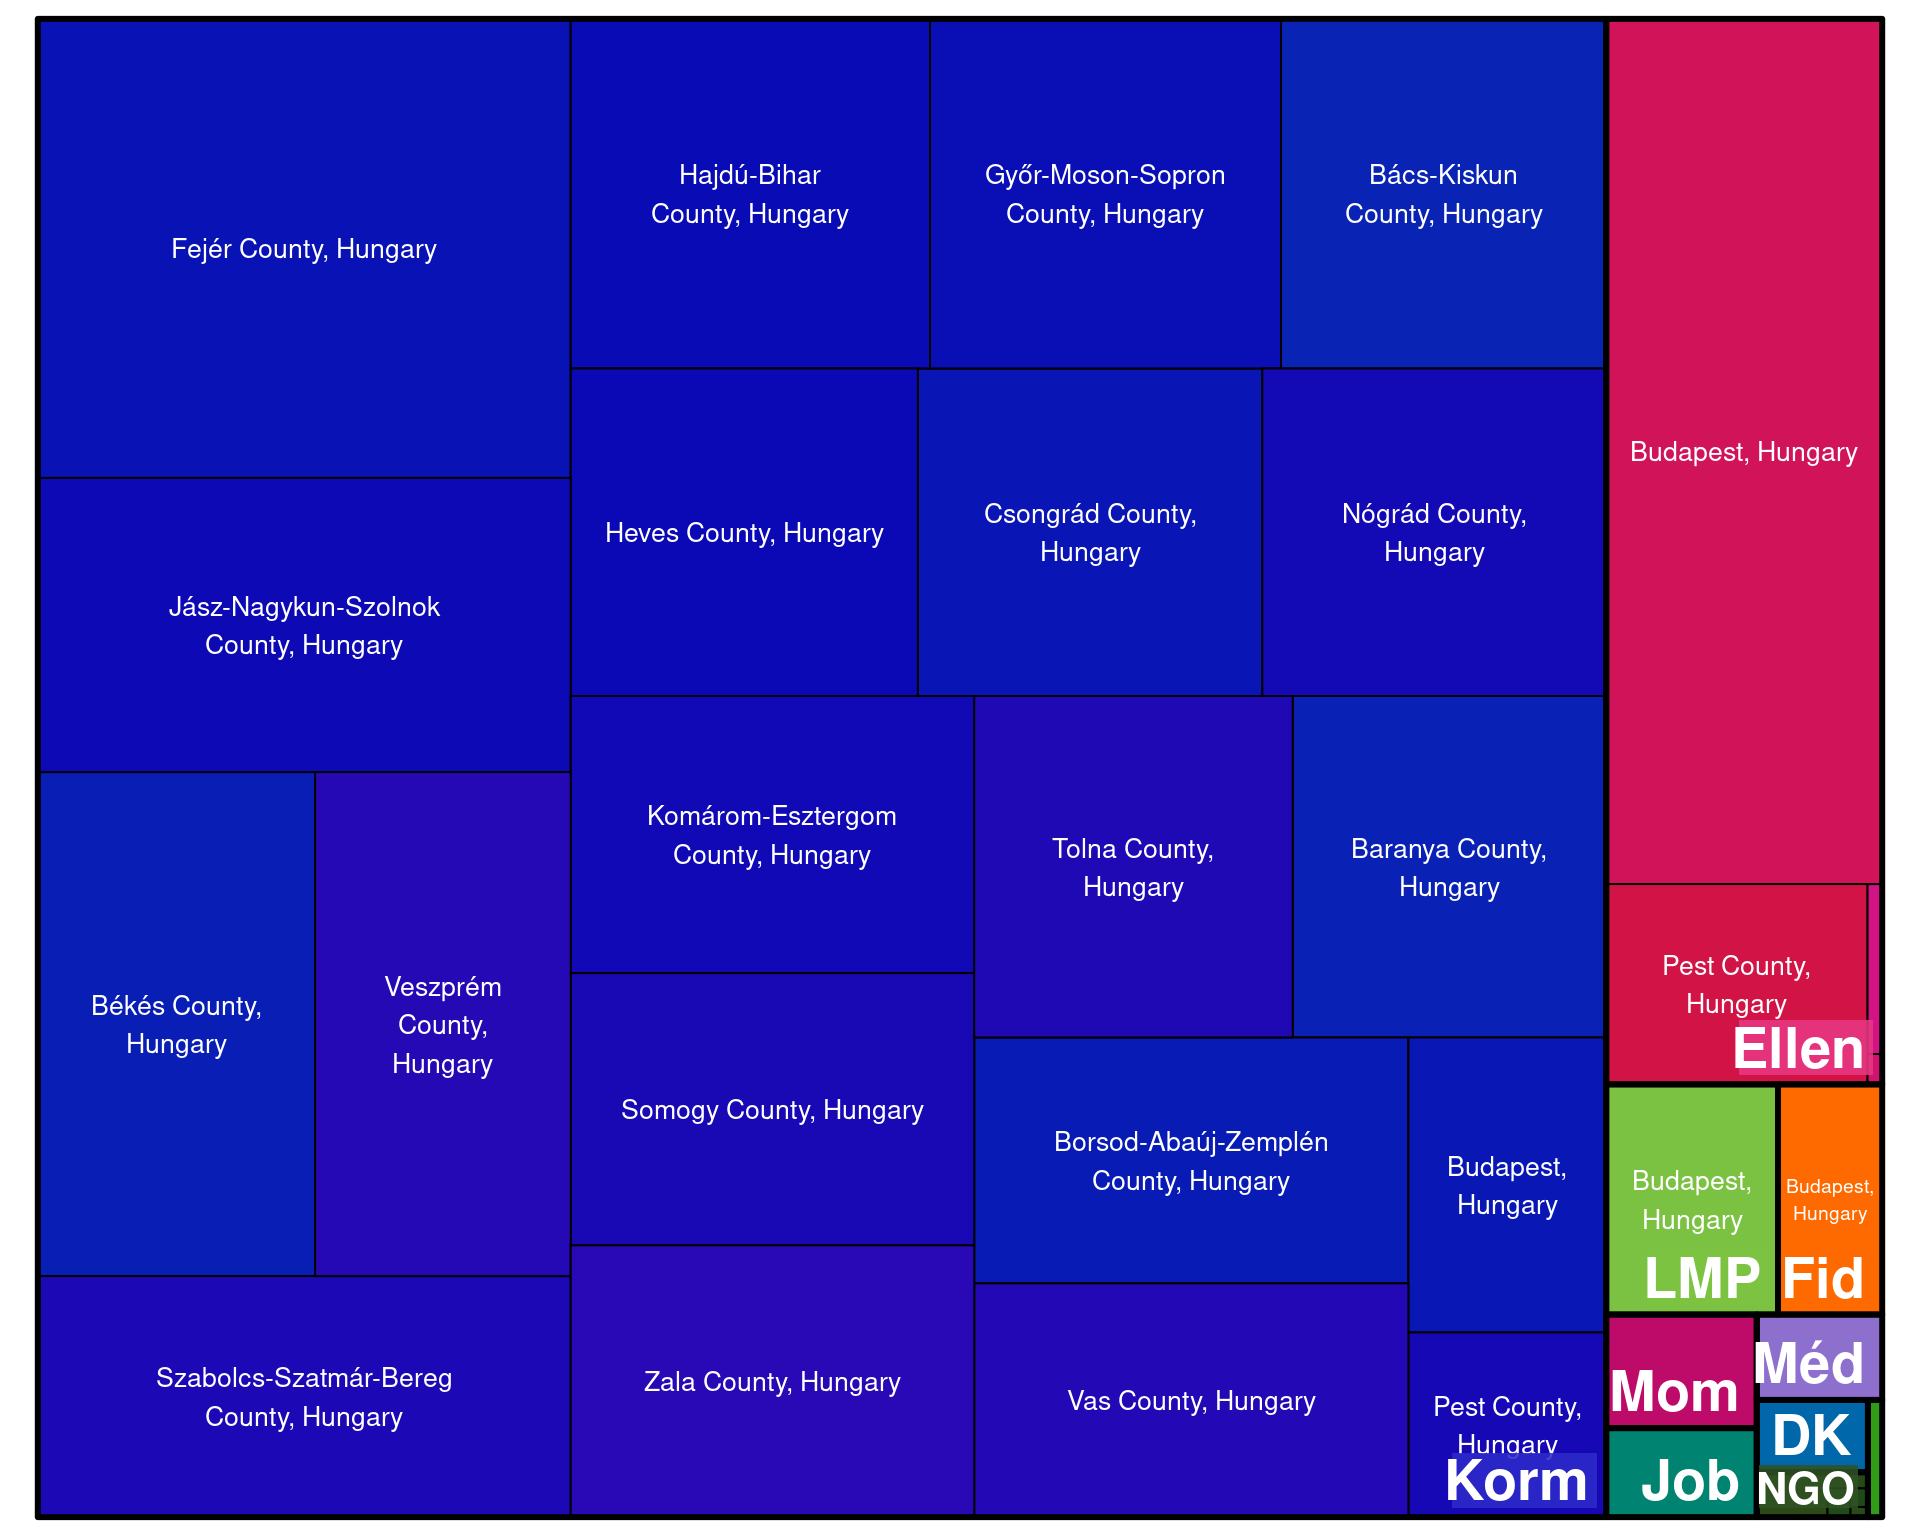 Fejér County, Hungary
Hajdú-Bihar
County, Hungary
Győr-Moson-Sopron
County, Hungary
Bács-Kiskun
County, Hungary
Budapest, Hungary
Jász-Nagykun-Szolnok
County, Hungary
Heves County, Hungary
Csongrád County,
Hungary
Nógrád County,
Hungary
Békés County,
Hungary
Veszprém
County,
Hungary
Komárom-Esztergom
County, Hungary
Tolna County,
Hungary
Baranya County,
Hungary
Pest County,
Hungary
Ellen
Somogy County, Hungary
Borsod-Abaúj-Zemplén
County, Hungary
Budapest,
Hungary
Budapest,
Hungary
LMP
Budapest,
Hungary
Fid
Szabolcs-Szatmár-Bereg
County, Hungary
Zala County, Hungary
Vas County, Hungary
Pest County,
Hungary
Korm
Mom
Méd
Job
DK
NGO